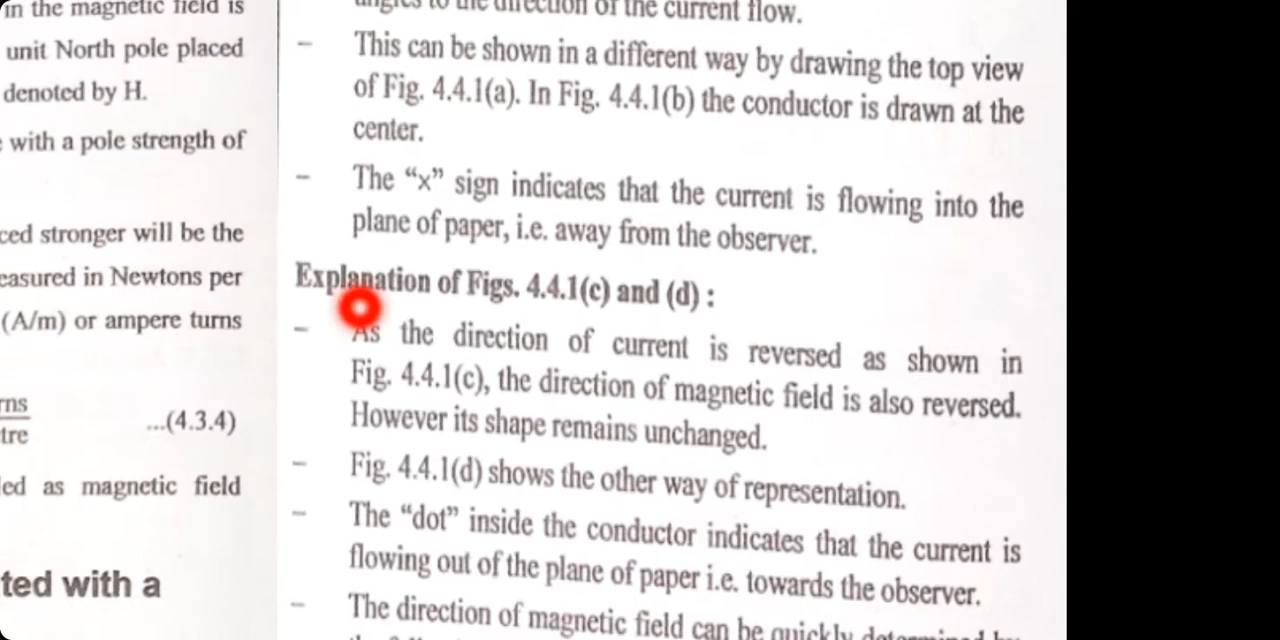 in the magnetic field is
unit North pole placed
denoted by H.
with a pole strength of
ced stronger will be the
easured in Newtons per
(A/m) or ampere turns
rns
tre
...(4.3.4)
led as magnetic field
ted with a
angles to the direction of the current flow.
– This can be shown in a different way by drawing the top view
of Fig. 4.4.1(a). In Fig. 4.4.1(b) the conductor is drawn at the
center.
– The “x” sign indicates that the current is flowing into the
plane of paper, i.e. away from the observer.
Explanation of Figs. 4.4.1(c) and (d) :
– As the direction of current is reversed as shown in
Fig. 4.4.1(c), the direction of magnetic field is also reversed.
However its shape remains unchanged.
– Fig. 4.4.1(d) shows the other way of representation.
– The “dot” inside the conductor indicates that the current is
flowing out of the plane of paper i.e. towards the observer.
– The direction of magnetic field can be quickly determined by